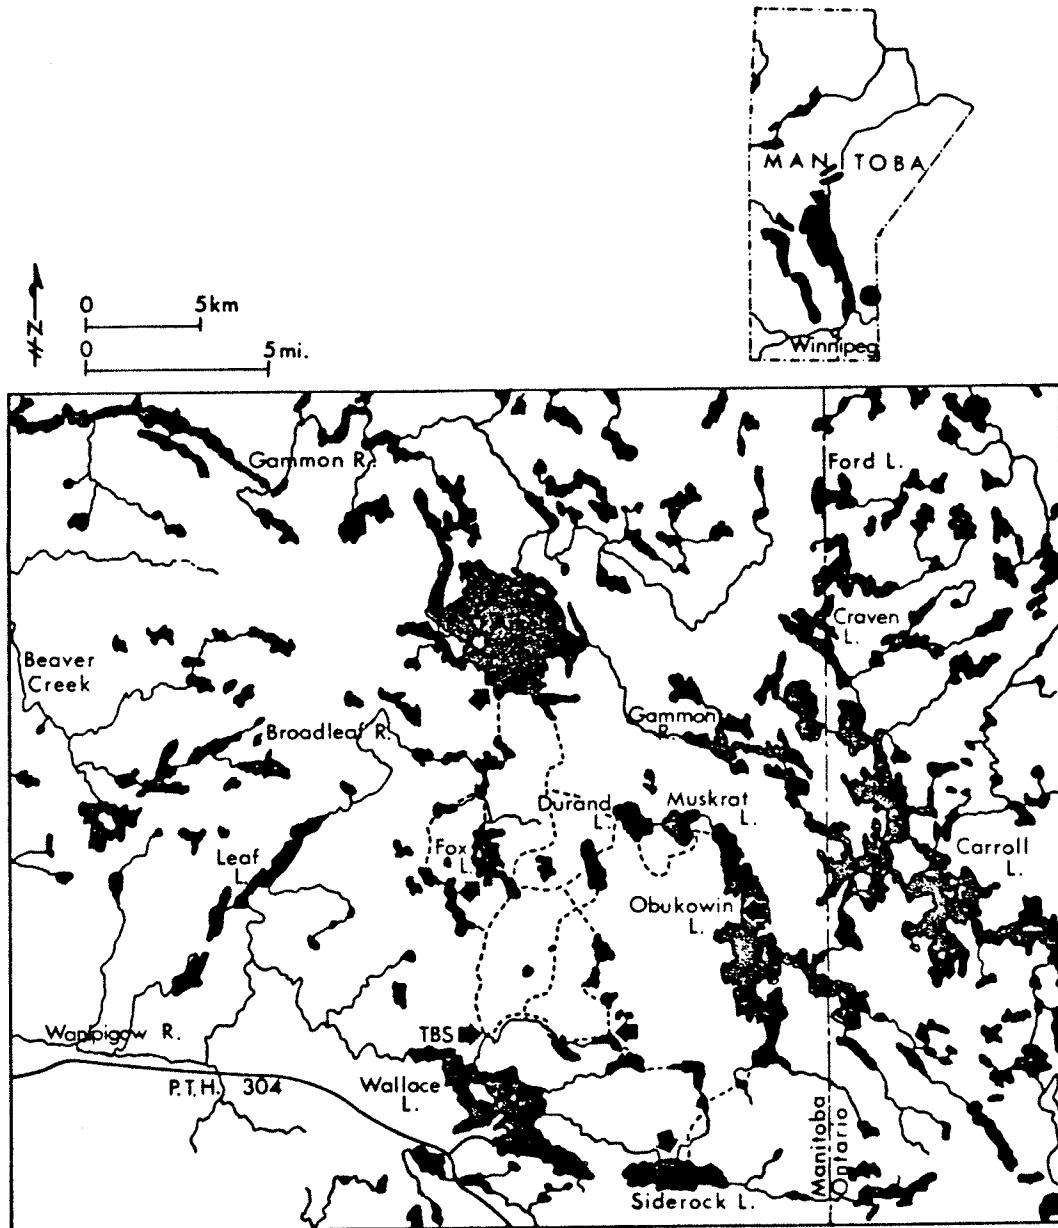 MANITOBA
Winnipeg
N
0 5km
0 5mi.
Gammon R.
Ford L.
Craven
L.
Beaver
Creek
Gammon
R.
Broadleaf R.
Durand
L.
Muskrat
L.
Fox
L.
Leaf
L.
Carroll
L.
Obukowin
L.
Wanipigow R.
TBS
P.T.H. 304
Wallace
L.
Manitoba
Ontario
Siderock L.